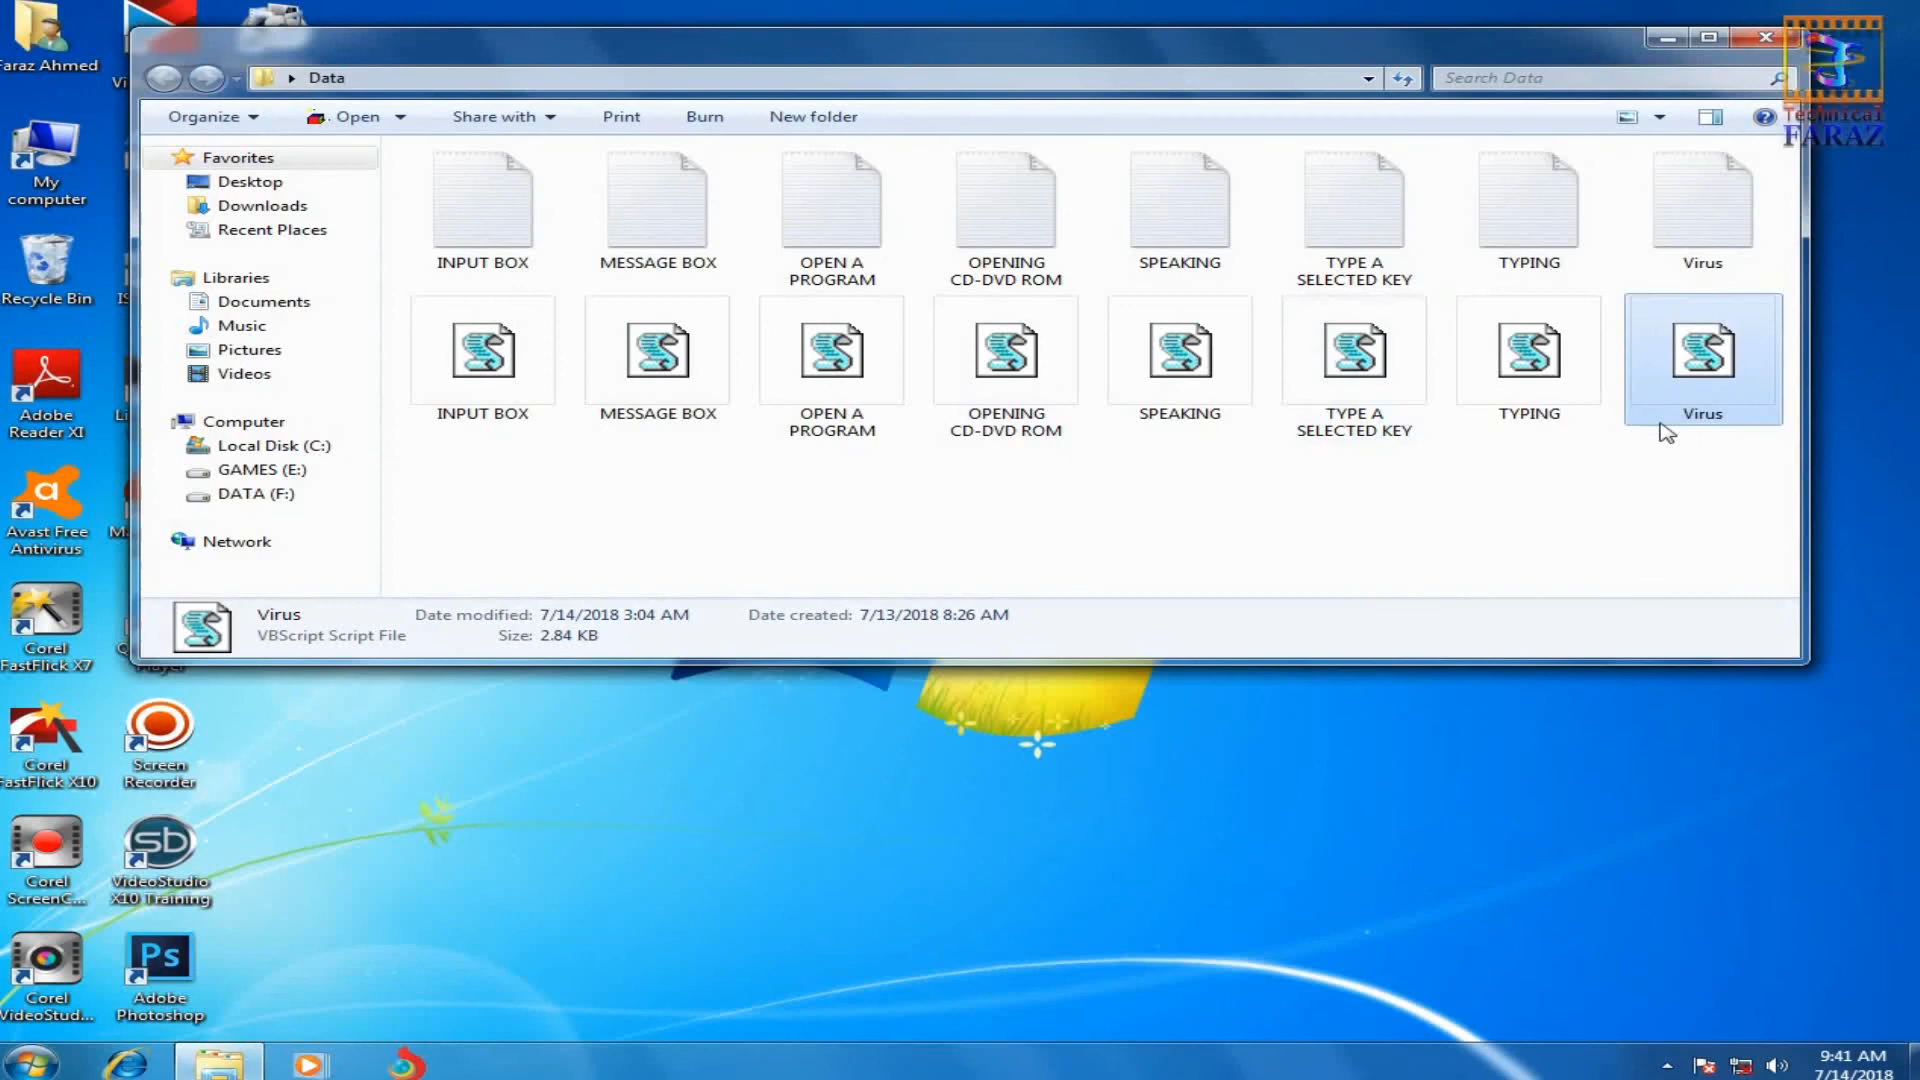 Faraz Ahmed
My
computer
Recycle Bin
Adobe
Reader XI
Avast Free
Antivirus
Corel
FastFlick X7
Corel
FastFlick X10
Screen
Recorder
Corel
ScreenC...
VideoStudio
X10 Training
Corel
VideoStud...
Ps
Adobe
Photoshop
Data
Search Data
Technical
FARAZ
Organize
Open
Share with
Print
Burn
New folder
Favorites
Desktop
Downloads
Recent Places
Libraries
Documents
Music
Pictures
Videos
Computer
Local Disk (C:)
GAMES (E:)
DATA (F:)
Network
INPUT BOX
MESSAGE BOX
OPEN A
PROGRAM
OPENING
CD-DVD ROM
SPEAKING
TYPE A
SELECTED KEY
TYPING
Virus
INPUT BOX
MESSAGE BOX
OPEN A
PROGRAM
OPENING
CD-DVD ROM
SPEAKING
TYPE A
SELECTED KEY
TYPING
Virus
Virus
VBScript Script File
Date modified: 7/14/2018 3:04 AM
Size: 2.84 KB
Date created: 7/13/2018 8:26 AM
9:41 AM
7/14/2018